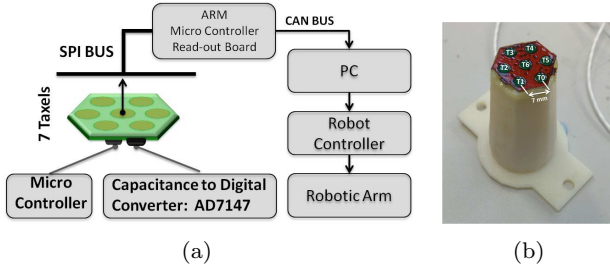 ARM
Micro Controller
Read-out Board
CAN BUS
SPI BUS
PC
7 Taxels
Robot
Controller
Micro
Controller
Capacitance to Digital
Converter: AD7147
Robotic Arm
T4
T3
T5
T6
T2
T1
T0
7 mm
(a)
(b)